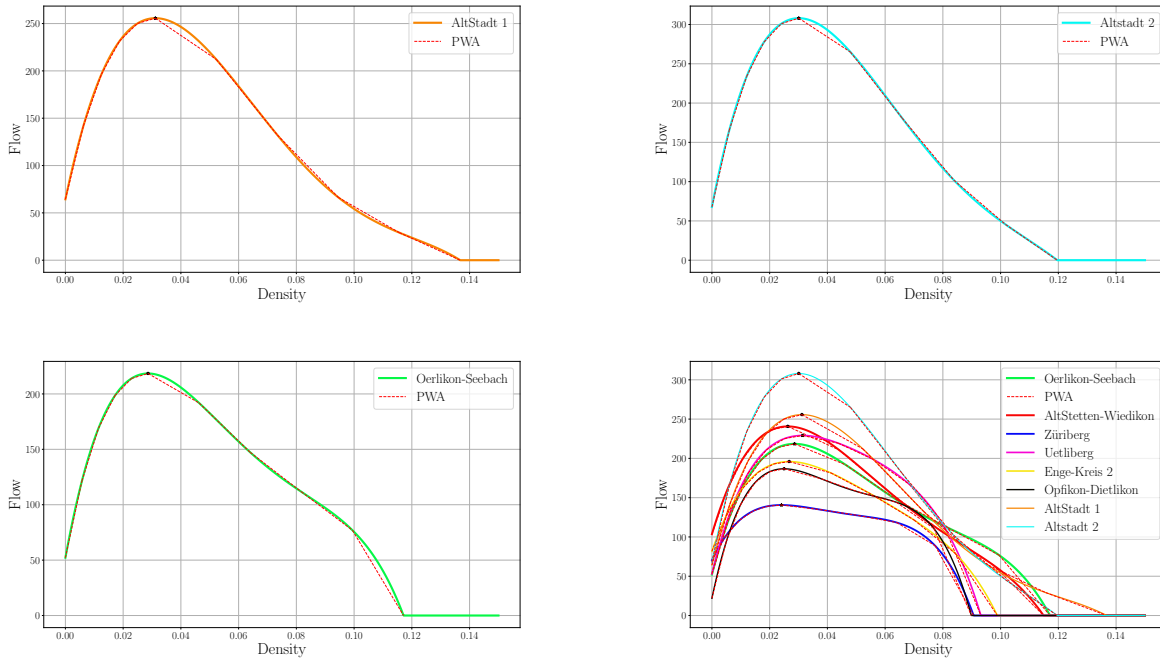 AltStadt 1
PWA
250
200
150
100
50
0
Flow
0.00 0.02 0.04 0.06 0.08 0.10 0.12 0.14
Density
Altstadt 2
PWA
300
250
200
150
100
50
0
Flow
0.00 0.02 0.04 0.06 0.08 0.10 0.12 0.14
Density
Oerlikon-Seebach
PWA
200
150
100
50
0
Flow
0.00 0.02 0.04 0.06 0.08 0.10 0.12 0.14
Density
Oerlikon-Seebach
PWA
AltStetten-Wiedikon
Züriberg
Uetliberg
Enge-Kreis 2
Opfikon-Dietlikon
AltStadt 1
Altstadt 2
300
250
200
150
100
50
0
Flow
0.00 0.02 0.04 0.06 0.08 0.10 0.12 0.14
Density